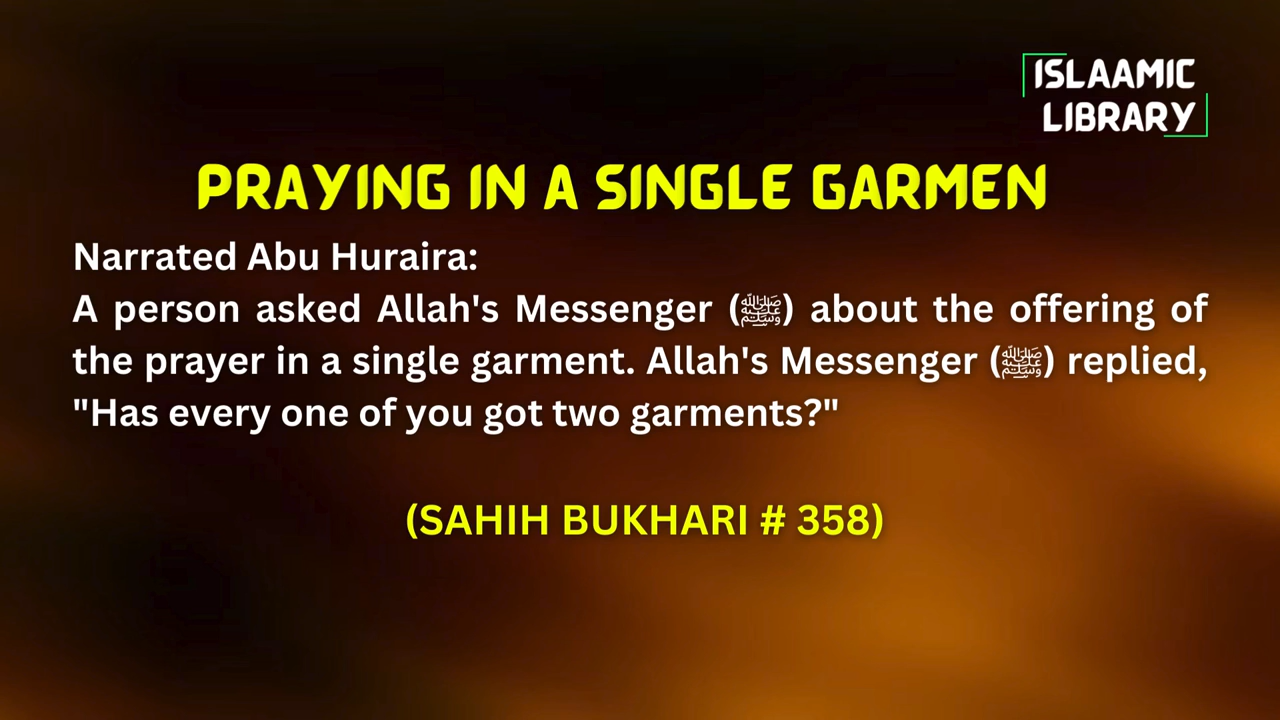 ISLAAMIC
LIBRARY
PRAYING IN A SINGLE GARMEN
Narrated Abu Huraira:
A person asked Allah's Messenger (ﷺ) about the offering of
the prayer in a single garment. Allah's Messenger (ﷺ) replied,
"Has every one of you got two garments?"
(SAHIH BUKHARI # 358)